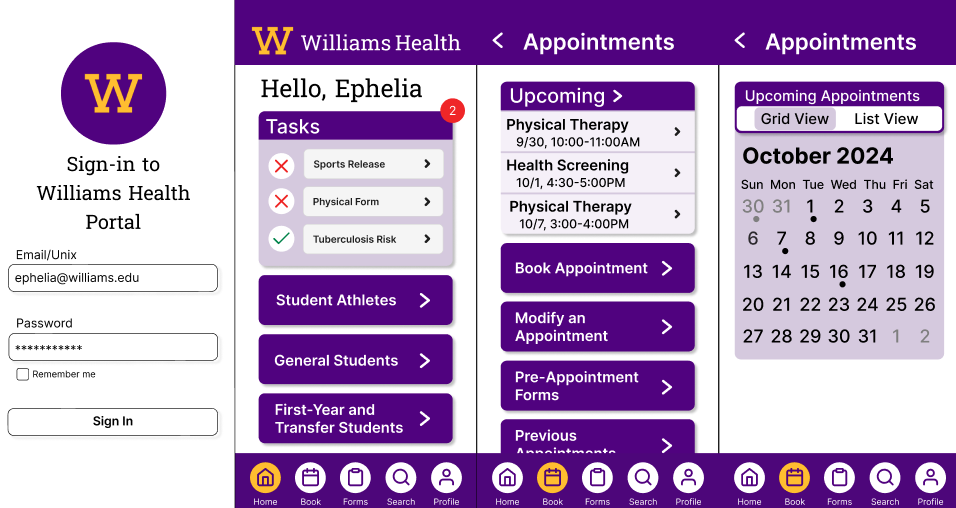 W
Sign-in to
Williams Health
Portal
Email/Unix
ephelia@williams.edu
Password
***********
Remember me
Sign In
W Williams Health
Hello, Ephelia
2
Tasks
Sports Release
Physical Form
Tuberculosis Risk
Student Athletes
General Students
First-Year and
Transfer Students
Home Book Forms Search Profile
Appointments
Upcoming
Physical Therapy
9/30, 10:00-11:00AM
Health Screening
10/1, 4:30-5:00PM
Physical Therapy
10/7, 3:00-4:00PM
Book Appointment
Modify an
Appointment
Pre-Appointment
Forms
Previous
Appointments
Home Book Forms Search Profile
Appointments
Upcoming Appointments
Grid View List View
October 2024
Sun Mon Tue Wed Thu Fri Sat
30 31 1 2 3 4 5
6 7 8 9 10 11 12
13 14 15 16 17 18 19
20 21 22 23 24 25 26
27 28 29 30 31 1 2
Home Book Forms Search Profile